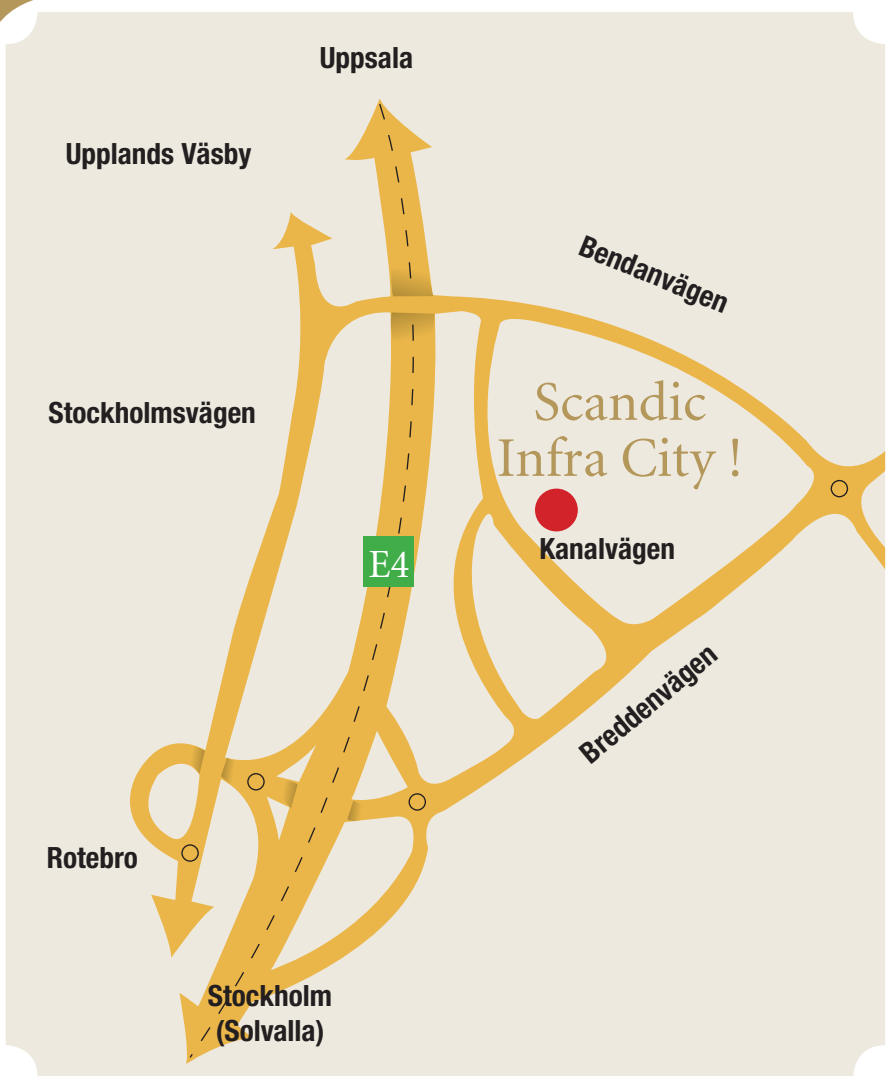 Uppsala
Upplands Väsby
Bendanvägen
Stockholmsvägen
Scandic
Infra City !
Kanalvägen
E4
Breddenvägen
Rotebro
Stockholm
(Solvalla)